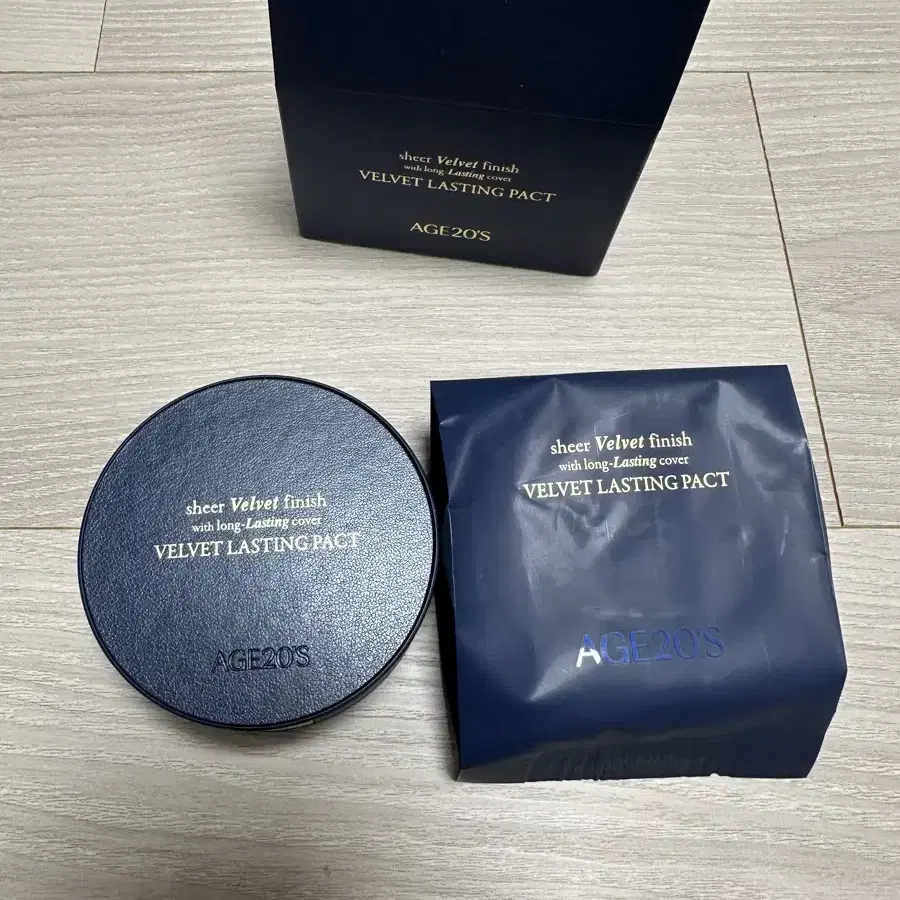 sheer Velvet finish
with long-Lasting cover
VELVET LASTING PACT
AGE20'S
sheer Velvet finish
with long-Lasting cover
VELVET LASTING PACT
AGE20'S
sheer Velvet finish
with long-Lasting cover
VELVET LASTING PACT
AGE20'S